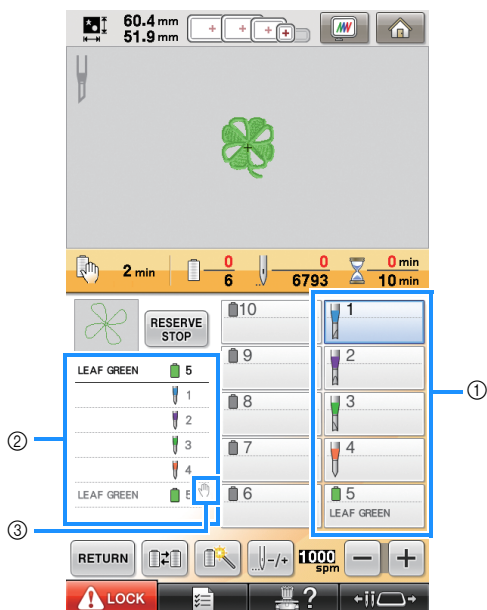 60.4 mm
51.9 mm
2 min
0
6
0
6793
0 min
10 min
RESERVE STOP
10
1
LEAF GREEN 5
9
2
1
2
8
3
3
4
7
4
LEAF GREEN 5
6
5
LEAF GREEN
①
②
③
RETURN
-/+
1000 spm
−
+
LOCK
?